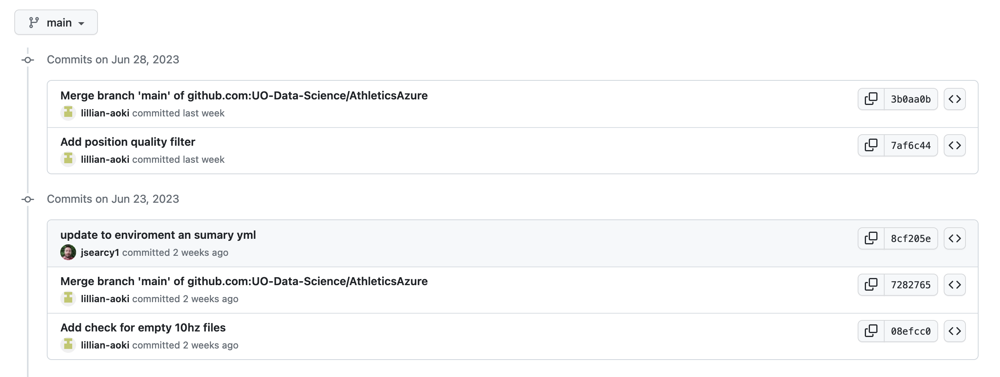 main
Commits on Jun 28, 2023
Merge branch 'main' of github.com:UO-Data-Science/AthleticsAzure
lillian-aoki committed last week
3b0aa0b
Add position quality filter
lillian-aoki committed last week
7af6c44
Commits on Jun 23, 2023
update to enviroment an sumary yml
jsearcy1 committed 2 weeks ago
8cf205e
Merge branch 'main' of github.com:UO-Data-Science/AthleticsAzure
lillian-aoki committed 2 weeks ago
7282765
Add check for empty 10hz files
lillian-aoki committed 2 weeks ago
08efcc0